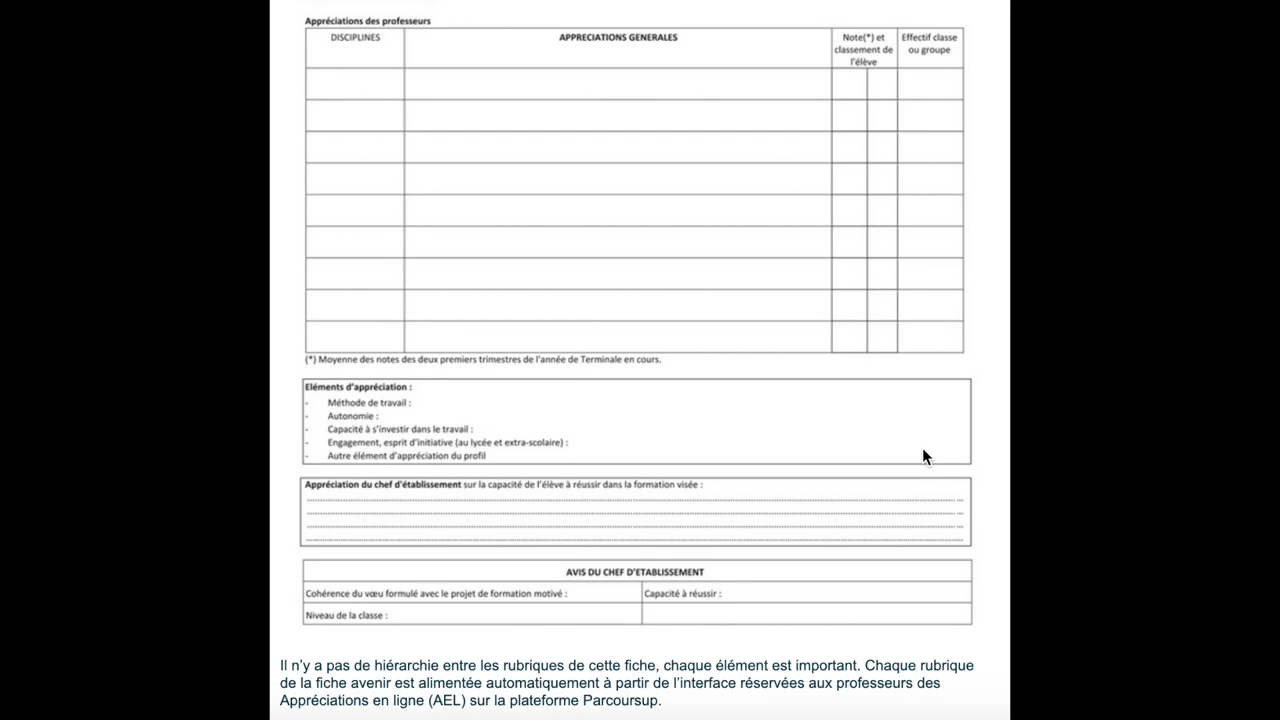 Appréciations des professeurs
DISCIPLINES
APPRECIATIONS GENERALES
Note(*) et
classement de
l'élève
Effectif classe
ou groupe
(*) Moyenne des notes des deux premiers trimestres de l'année de Terminale en cours.
Eléments d'appréciation :
- Méthode de travail :
- Autonomie :
- Capacité à s'investir dans le travail :
- Engagement, esprit d'initiative (au lycée et extra-scolaire) :
- Autre élément d'appréciation du profil
Appréciation du chef d'établissement sur la capacité de l'élève à réussir dans la formation visée :
AVIS DU CHEF D'ETABLISSEMENT
Cohérence du vœu formulé avec le projet de formation motivé :
Capacité à réussir :
Niveau de la classe :
Il n'y a pas de hiérarchie entre les rubriques de cette fiche, chaque élément est important. Chaque rubrique
de la fiche avenir est alimentée automatiquement à partir de l'interface réservées aux professeurs des
Appréciations en ligne (AEL) sur la plateforme Parcoursup.